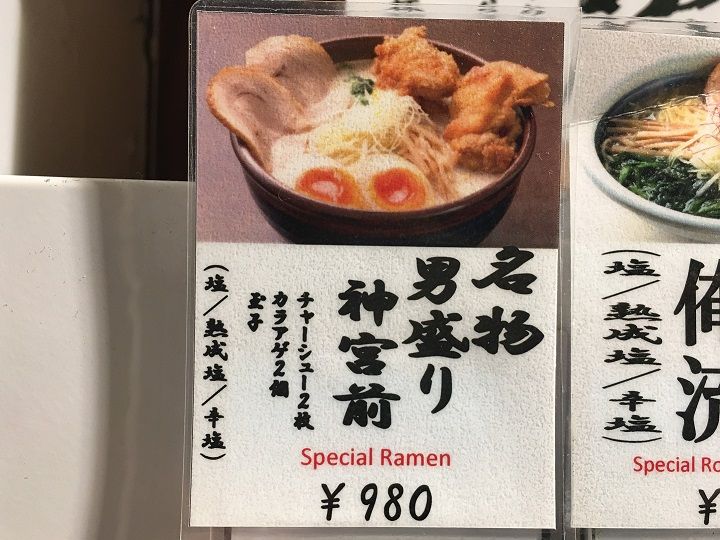 名物
男盛り
神宮前
チャーシュー2枚
カラアゲ2個
玉子
(塩/熟成塩/辛塩)
Special Ramen
¥980
俺
(塩/熟成塩/辛塩)
Special
¥